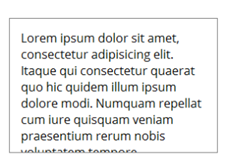 Lorem ipsum dolor sit amet,
consectetur adipisicing elit.
Itaque qui consectetur quaerat
quo hic quidem illum ipsum
dolore modi. Numquam repellat
cum iure quisquam veniam
praesentium rerum nobis
voluptatem tempore